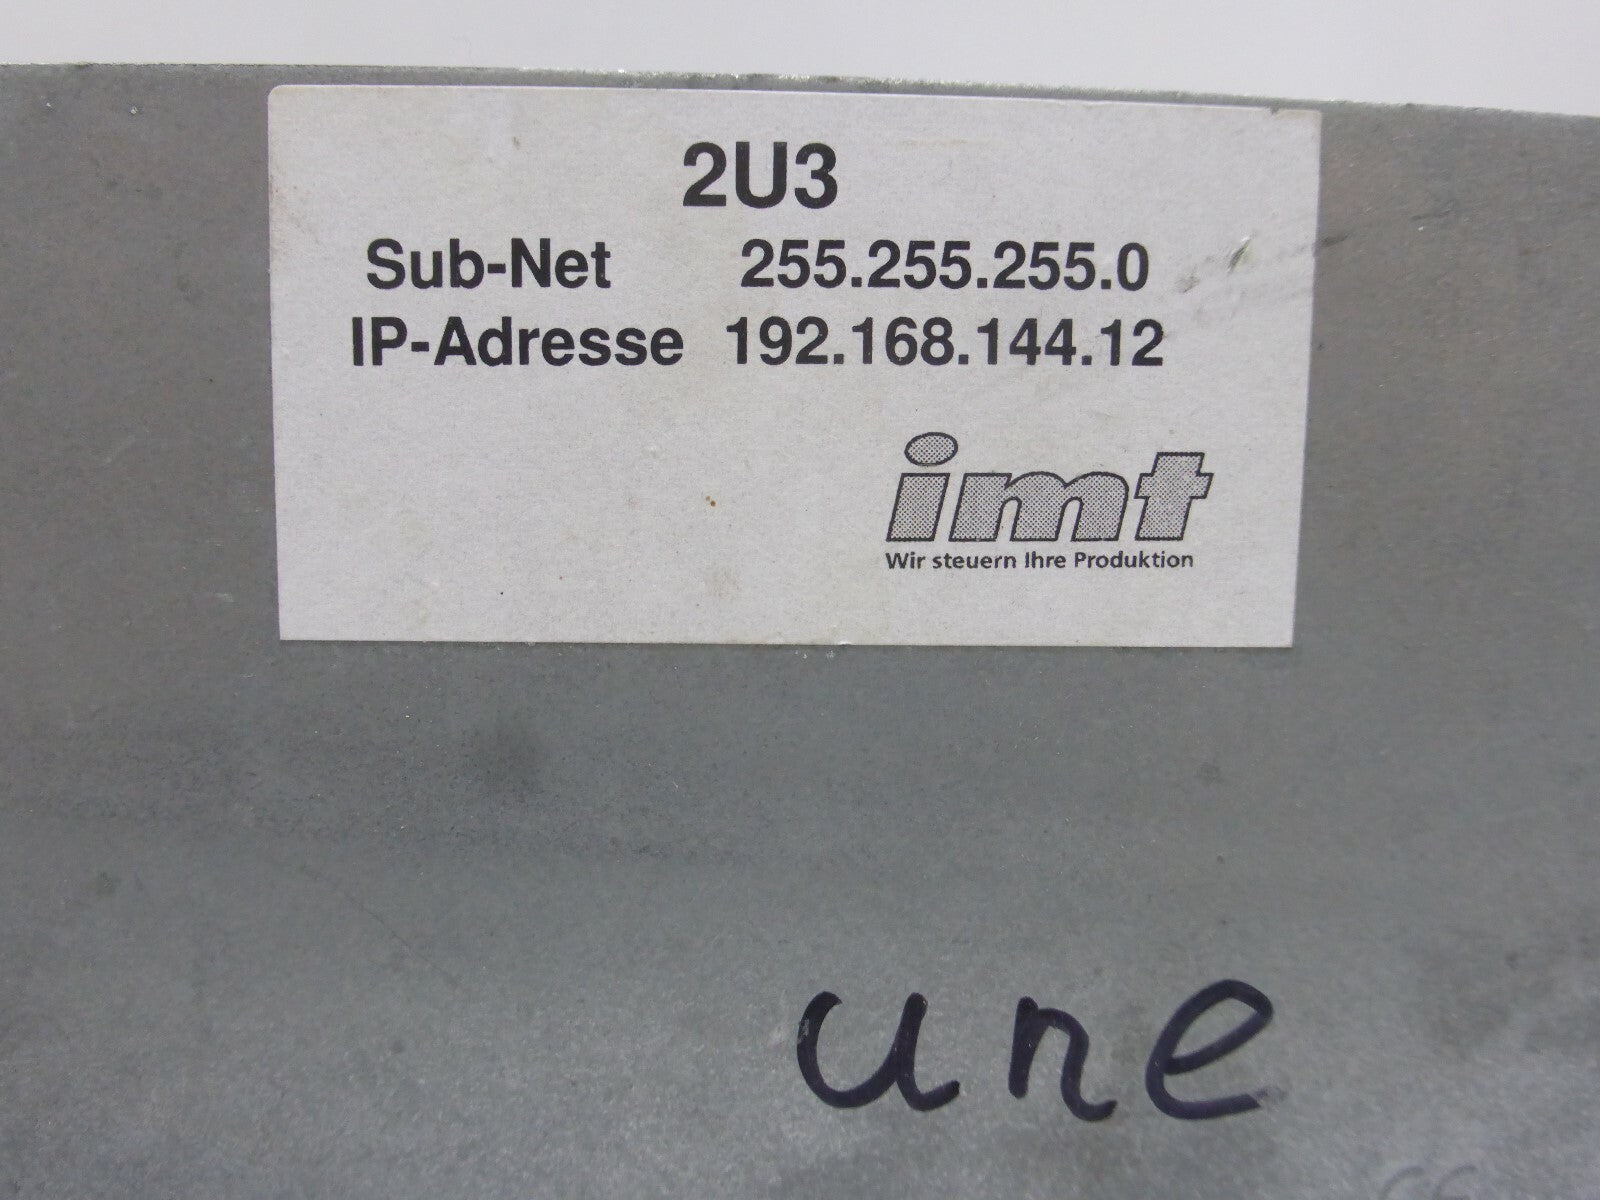 2U3
Sub-Net 255.255.255.0
IP-Adresse 192.168.144.12
imt
Wir steuern Ihre Produktion
une